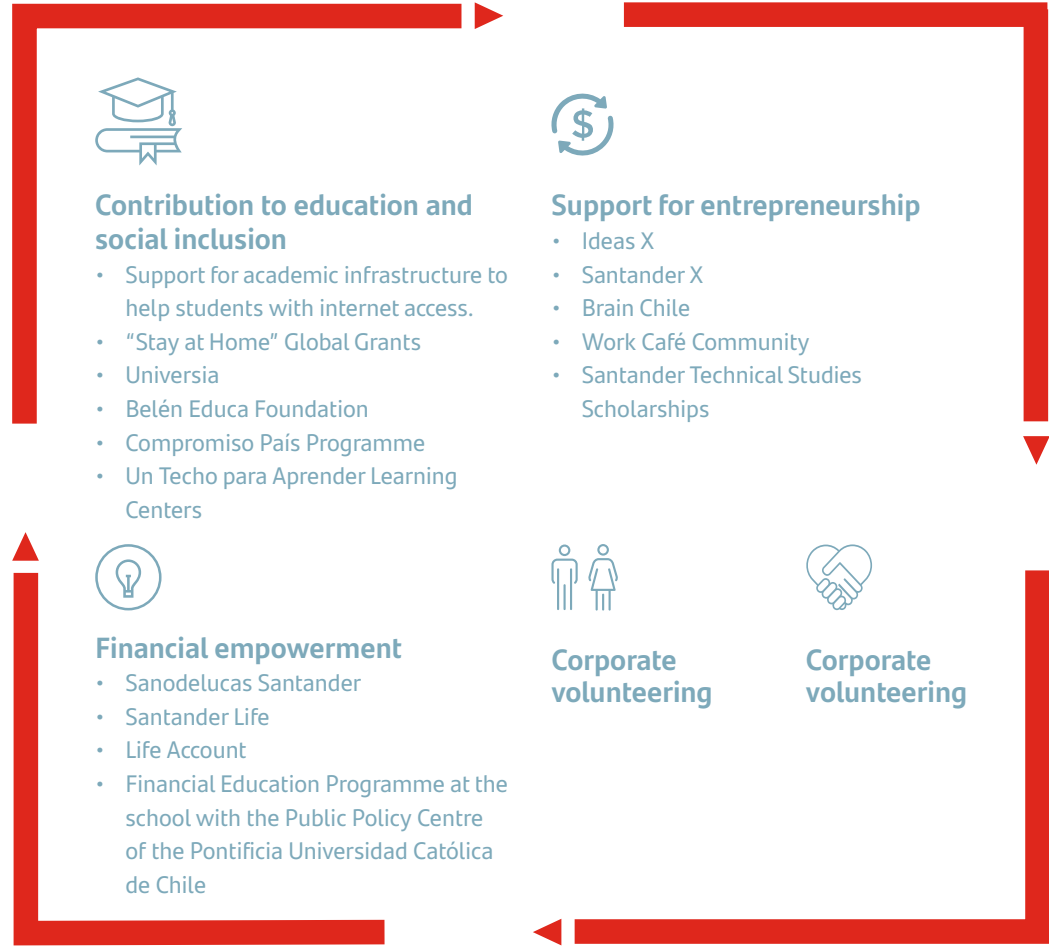 Contribution to education and
social inclusion
• Support for academic infrastructure to
help students with internet access.
• “Stay at Home” Global Grants
• Universia
• Belén Educa Foundation
• Compromiso País Programme
• Un Techo para Aprender Learning
Centers
$
Support for entrepreneurship
• Ideas X
• Santander X
• Brain Chile
• Work Café Community
• Santander Technical Studies
Scholarships
Financial empowerment
• Sanodelucas Santander
• Santander Life
• Life Account
• Financial Education Programme at the
school with the Public Policy Centre
of the Pontificia Universidad Católica
de Chile
Corporate
volunteering
Corporate
volunteering